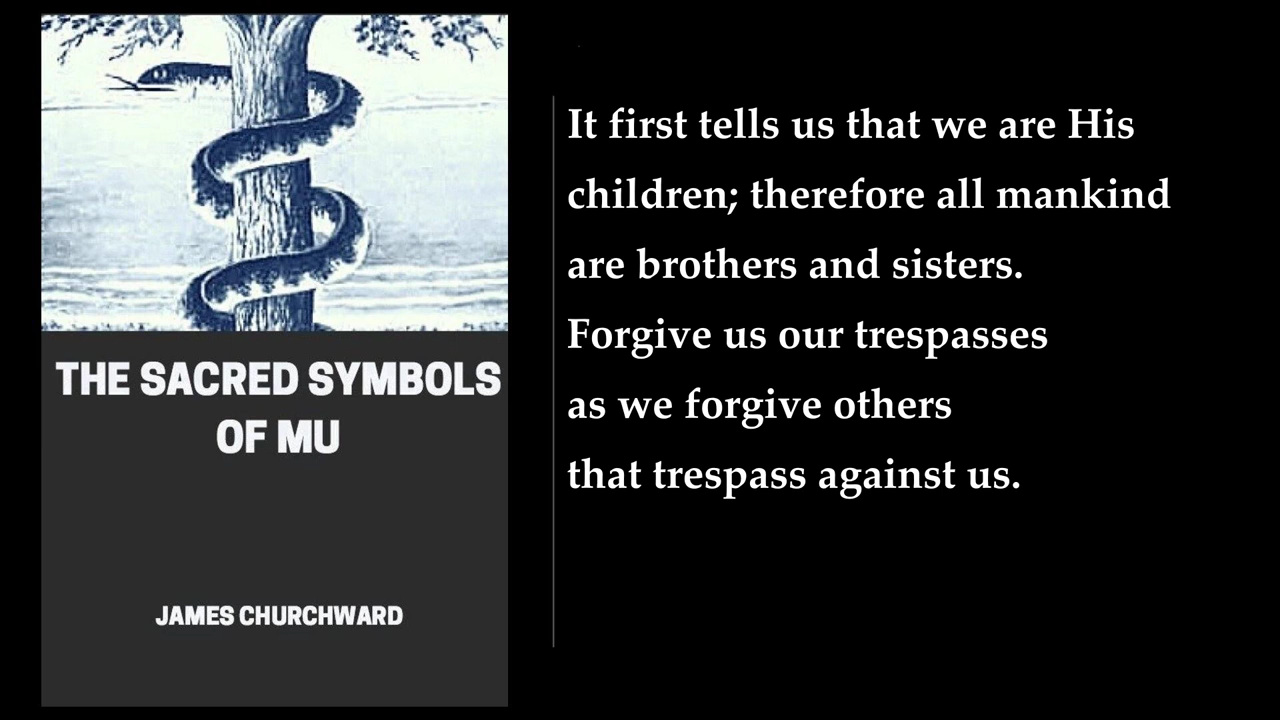 THE SACRED SYMBOLS
OF MU
JAMES CHURCHWARD
It first tells us that we are His
children; therefore all mankind
are brothers and sisters.
Forgive us our trespasses
as we forgive others
that trespass against us.